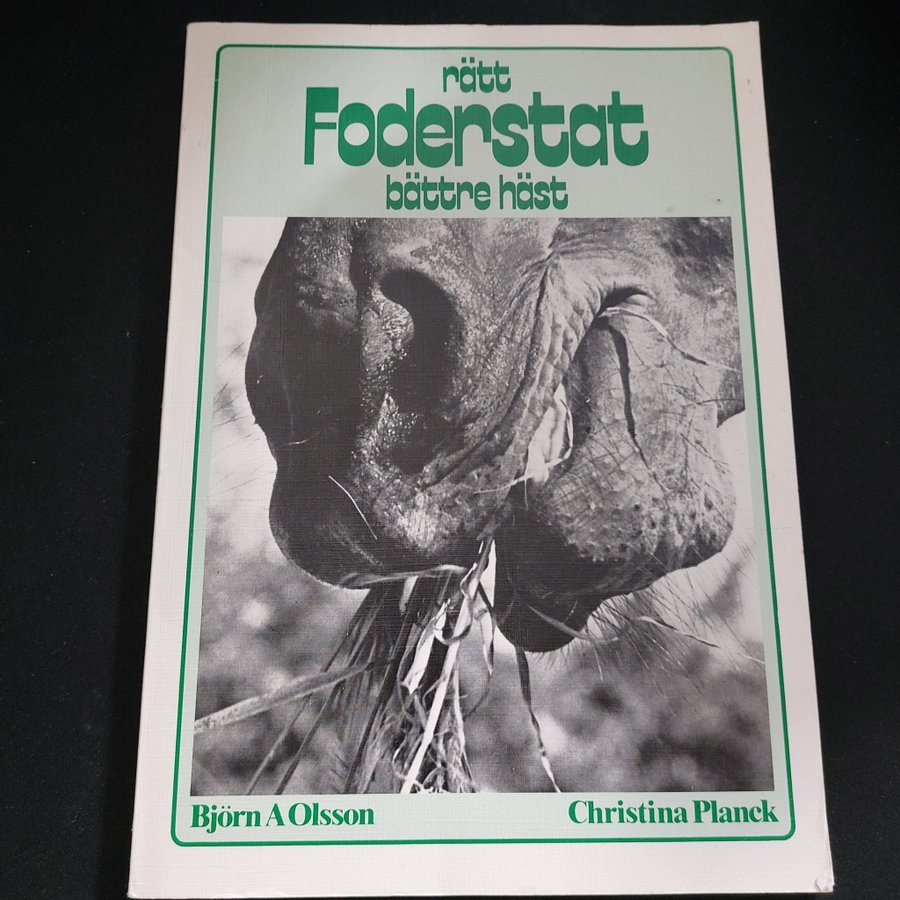 rätt
Foderstat
bättre häst
Björn A Olsson
Christina Planck